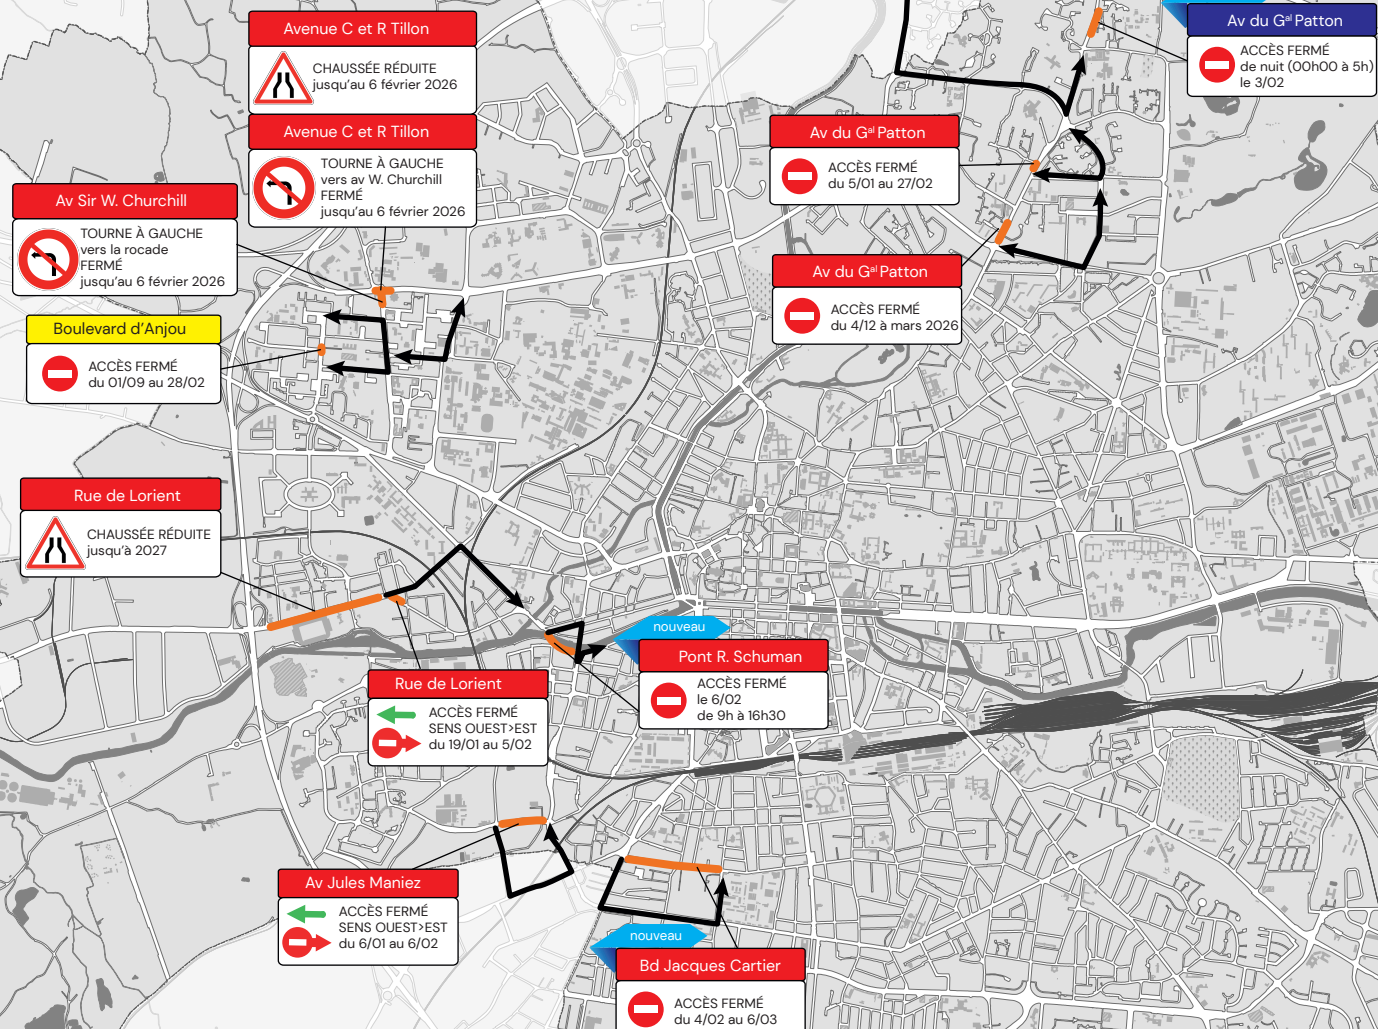 Avenue C et R Tillon
CHAUSSÉE RÉDUITE
jusqu'au 6 février 2026
Avenue C et R Tillon
TOURNE À GAUCHE
vers av W. Churchill
FERMÉ
jusqu'au 6 février 2026
Av Sir W. Churchill
TOURNE À GAUCHE
vers la rocade
FERMÉ
jusqu'au 6 février 2026
Boulevard d'Anjou
ACCÈS FERMÉ
du 01/09 au 28/02
Av du Gᵃˡ Patton
ACCÈS FERMÉ
de nuit (00h00 à 5h)
le 3/02
Av du Gᵃˡ Patton
ACCÈS FERMÉ
du 5/01 au 27/02
Av du Gᵃˡ Patton
ACCÈS FERMÉ
du 4/12 à mars 2026
Rue de Lorient
CHAUSSÉE RÉDUITE
jusqu'à 2027
Rue de Lorient
ACCÈS FERMÉ
SENS OUEST>EST
du 19/01 au 5/02
nouveau
Pont R. Schuman
ACCÈS FERMÉ
le 6/02
de 9h à 16h30
Av Jules Maniez
ACCÈS FERMÉ
SENS OUEST>EST
du 6/01 au 6/02
nouveau
Bd Jacques Cartier
ACCÈS FERMÉ
du 4/02 au 6/03